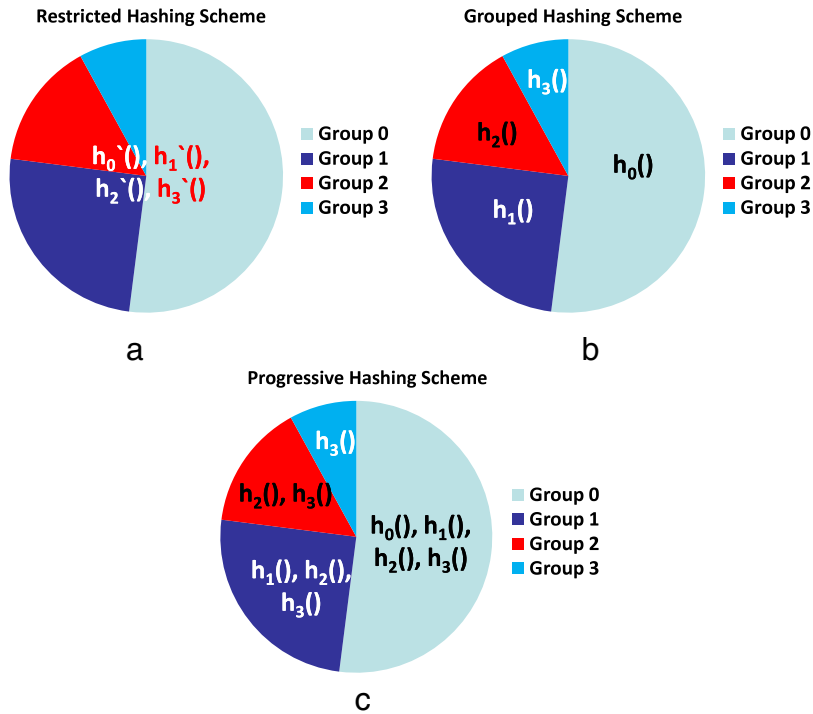 Restricted Hashing Scheme
h₀`(), h₁`(),
h₂`(), h₃`()
Group 0
Group 1
Group 2
Group 3
a
Grouped Hashing Scheme
h₃()
h₂()
h₀()
h₁()
Group 0
Group 1
Group 2
Group 3
b
Progressive Hashing Scheme
h₃()
h₂(), h₃()
h₀(), h₁(),
h₂(), h₃()
h₁(), h₂(),
h₃()
Group 0
Group 1
Group 2
Group 3
c